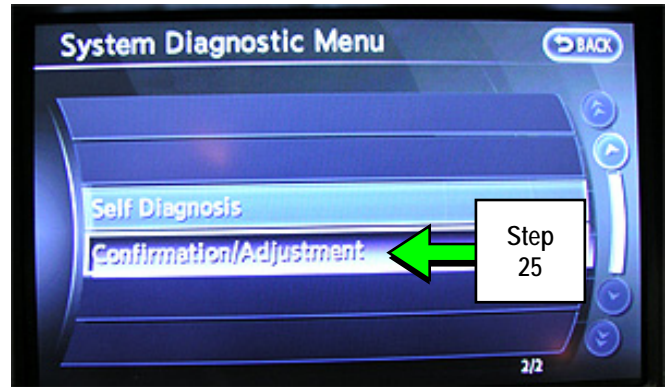 System Diagnostic Menu
BACK
Self Diagnosis
Confirmation/Adjustment
Step
25
2/2